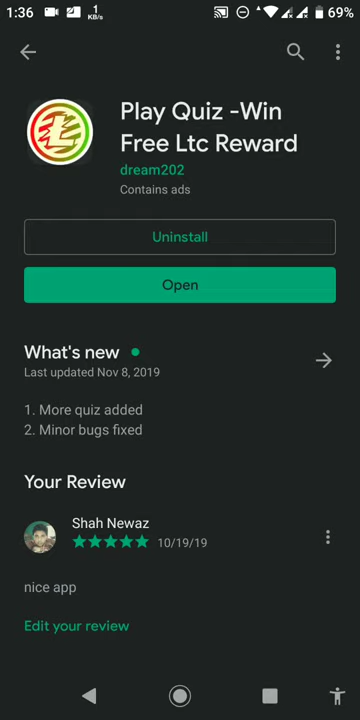 1:36
1
KB/s
69%
Play Quiz -Win
Free Ltc Reward
dream202
Contains ads
Uninstall
Open
What's new
Last updated Nov 8, 2019
1. More quiz added
2. Minor bugs fixed
Your Review
Shah Newaz
10/19/19
nice app
Edit your review